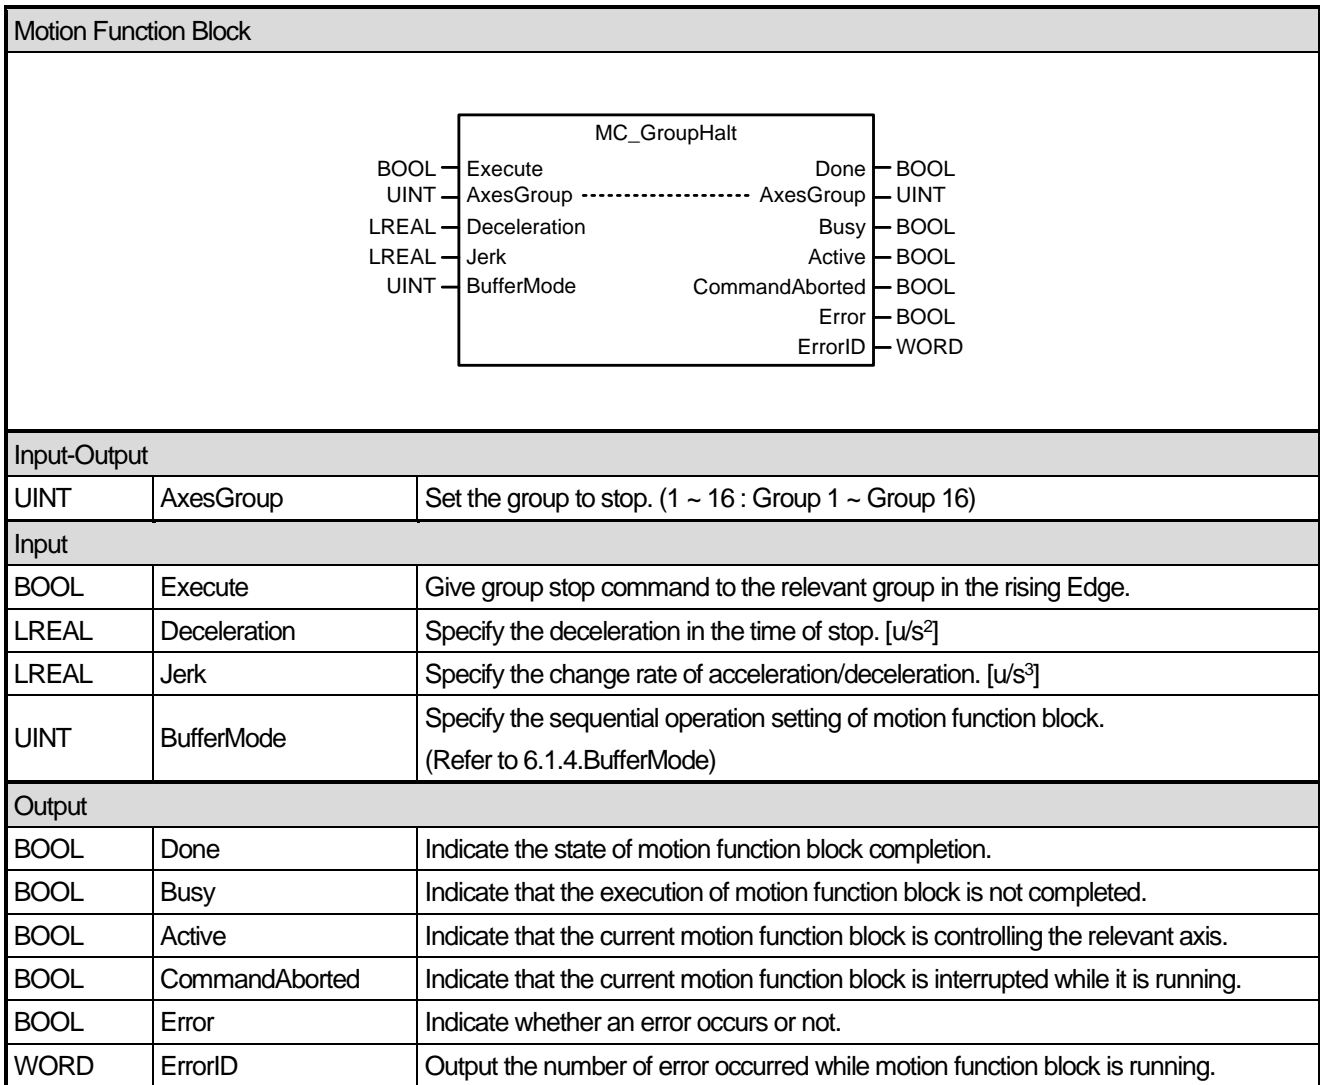 Motion Function Block
MC_GroupHalt
BOOL Execute Done BOOL
UINT AxesGroup AxesGroup UINT
LREAL Deceleration Busy BOOL
LREAL Jerk Active BOOL
UINT BufferMode CommandAborted BOOL
Error BOOL
ErrorID WORD
Input-Output
UINT AxesGroup Set the group to stop. (1 ~ 16 : Group 1 ~ Group 16)
Input
BOOL Execute Give group stop command to the relevant group in the rising Edge.
LREAL Deceleration Specify the deceleration in the time of stop. [u/s²]
LREAL Jerk Specify the change rate of acceleration/deceleration. [u/s³]
UINT BufferMode Specify the sequential operation setting of motion function block.
(Refer to 6.1.4.BufferMode)
Output
BOOL Done Indicate the state of motion function block completion.
BOOL Busy Indicate that the execution of motion function block is not completed.
BOOL Active Indicate that the current motion function block is controlling the relevant axis.
BOOL CommandAborted Indicate that the current motion function block is interrupted while it is running.
BOOL Error Indicate whether an error occurs or not.
WORD ErrorID Output the number of error occurred while motion function block is running.